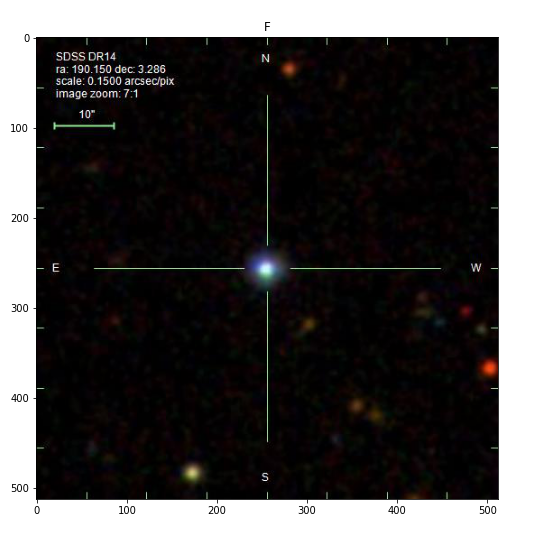 F
SDSS DR14
ra: 190.150 dec: 3.286
scale: 0.1500 arcsec/pix
image zoom: 7:1
10"
N
E
W
S
0
100
200
300
400
500
0 100 200 300 400 500